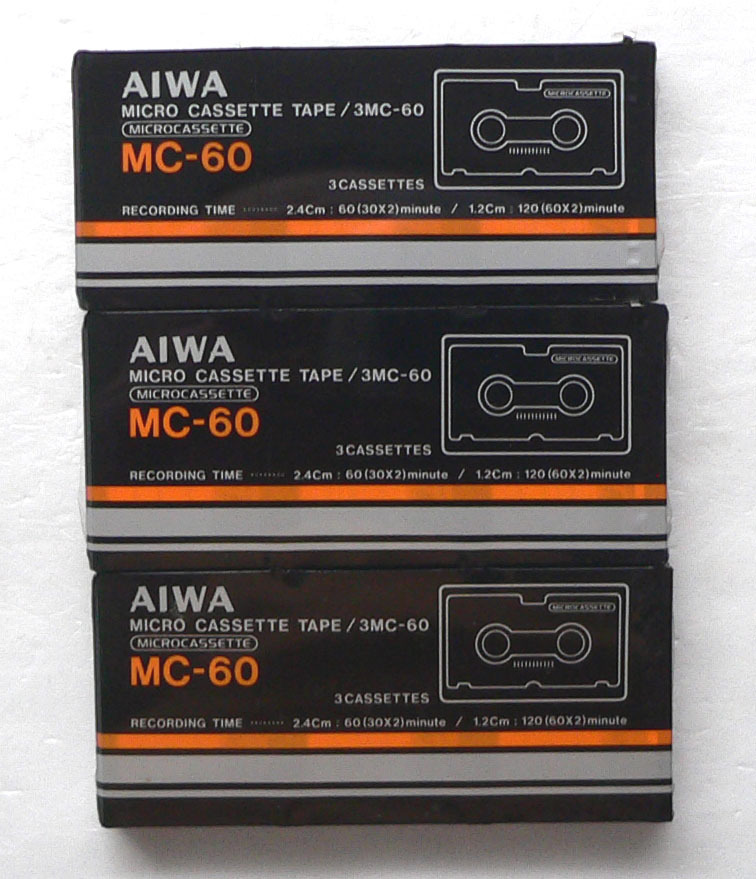 AIWA
MICRO CASSETTE TAPE / 3MC-60
MICROCASSETTE
MC-60
MICROCASSETTE
3CASSETTES
RECORDING TIME ········ 2.4Cm : 60 (30X2)minute / 1.2Cm : 120 (60X2)minute
AIWA
MICRO CASSETTE TAPE / 3MC-60
MICROCASSETTE
MC-60
MICROCASSETTE
3CASSETTES
RECORDING TIME ········ 2.4Cm : 60 (30X2)minute / 1.2Cm : 120 (60X2)minute
AIWA
MICRO CASSETTE TAPE / 3MC-60
MICROCASSETTE
MC-60
MICROCASSETTE
3CASSETTES
RECORDING TIME ········ 2.4Cm : 60 (30X2)minute / 1.2Cm : 120 (60X2)minute